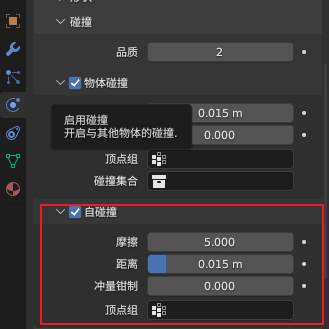 碰撞
品质 2
物体碰撞
0.015 m
启用碰撞
开启与其他物体的碰撞.
0.000
顶点组
碰撞集合
自碰撞
摩擦 5.000
距离 0.015 m
冲量钳制 0.000
顶点组